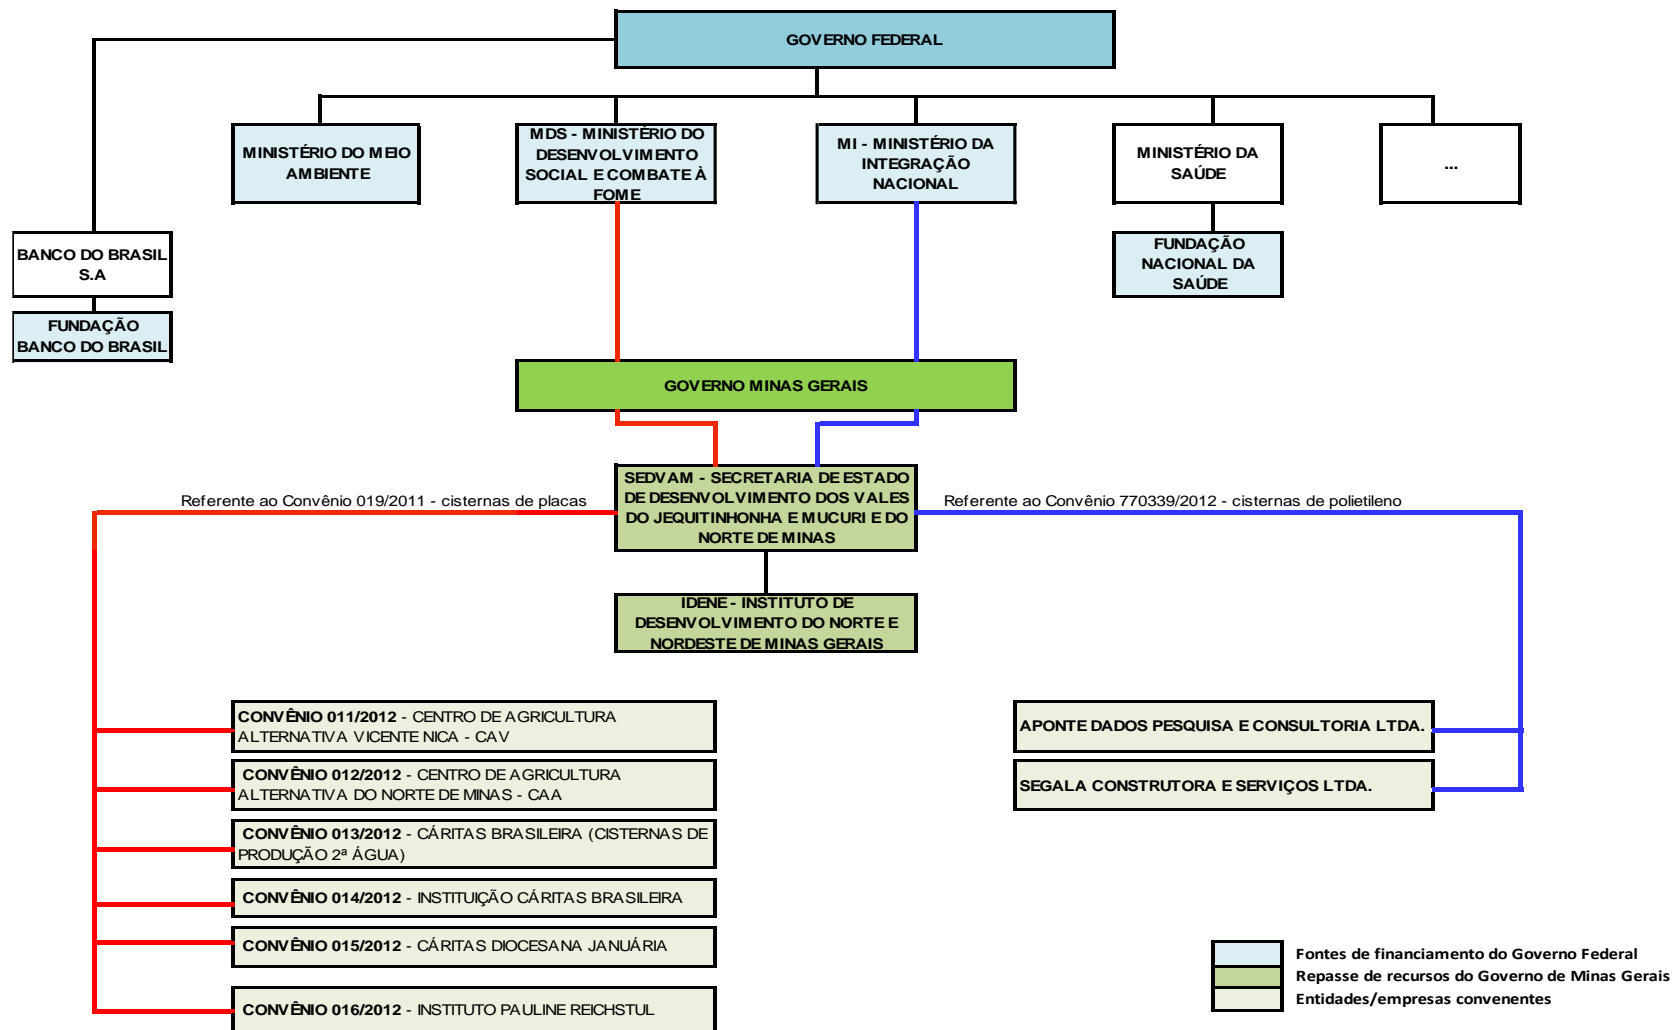 GOVERNO FEDERAL
MINISTÉRIO DO MEIO
AMBIENTE
MDS - MINISTÉRIO DO
DESENVOLVIMENTO
SOCIAL E COMBATE À
FOME
MI - MINISTÉRIO DA
INTEGRAÇÃO
NACIONAL
MINISTÉRIO DA
SAÚDE
...
BANCO DO BRASIL
S.A
FUNDAÇÃO
NACIONAL DA
SAÚDE
FUNDAÇÃO
BANCO DO BRASIL
GOVERNO MINAS GERAIS
SEDVAM - SECRETARIA DE ESTADO
DE DESENVOLVIMENTO DOS VALES
DO JEQUITINHONHA E MUCURI E DO
NORTE DE MINAS
Referente ao Convênio 019/2011 - cisternas de placas
Referente ao Convênio 770339/2012 - cisternas de polietileno
IDENE - INSTITUTO DE
DESENVOLVIMENTO DO NORTE E
NORDESTE DE MINAS GERAIS
CONVÊNIO 011/2012 - CENTRO DE AGRICULTURA
ALTERNATIVA VICENTE NICA - CAV
CONVÊNIO 012/2012 - CENTRO DE AGRICULTURA
ALTERNATIVA DO NORTE DE MINAS - CAA
CONVÊNIO 013/2012 - CÁRITAS BRASILEIRA (CISTERNAS DE
PRODUÇÃO 2ª ÁGUA)
CONVÊNIO 014/2012 - INSTITUIÇÃO CÁRITAS BRASILEIRA
CONVÊNIO 015/2012 - CÁRITAS DIOCESANA JANUÁRIA
CONVÊNIO 016/2012 - INSTITUTO PAULINE REICHSTUL
APONTE DADOS PESQUISA E CONSULTORIA LTDA.
SEGALA CONSTRUTORA E SERVIÇOS LTDA.
Fontes de financiamento do Governo Federal
Repasse de recursos do Governo de Minas Gerais
Entidades/empresas convenentes